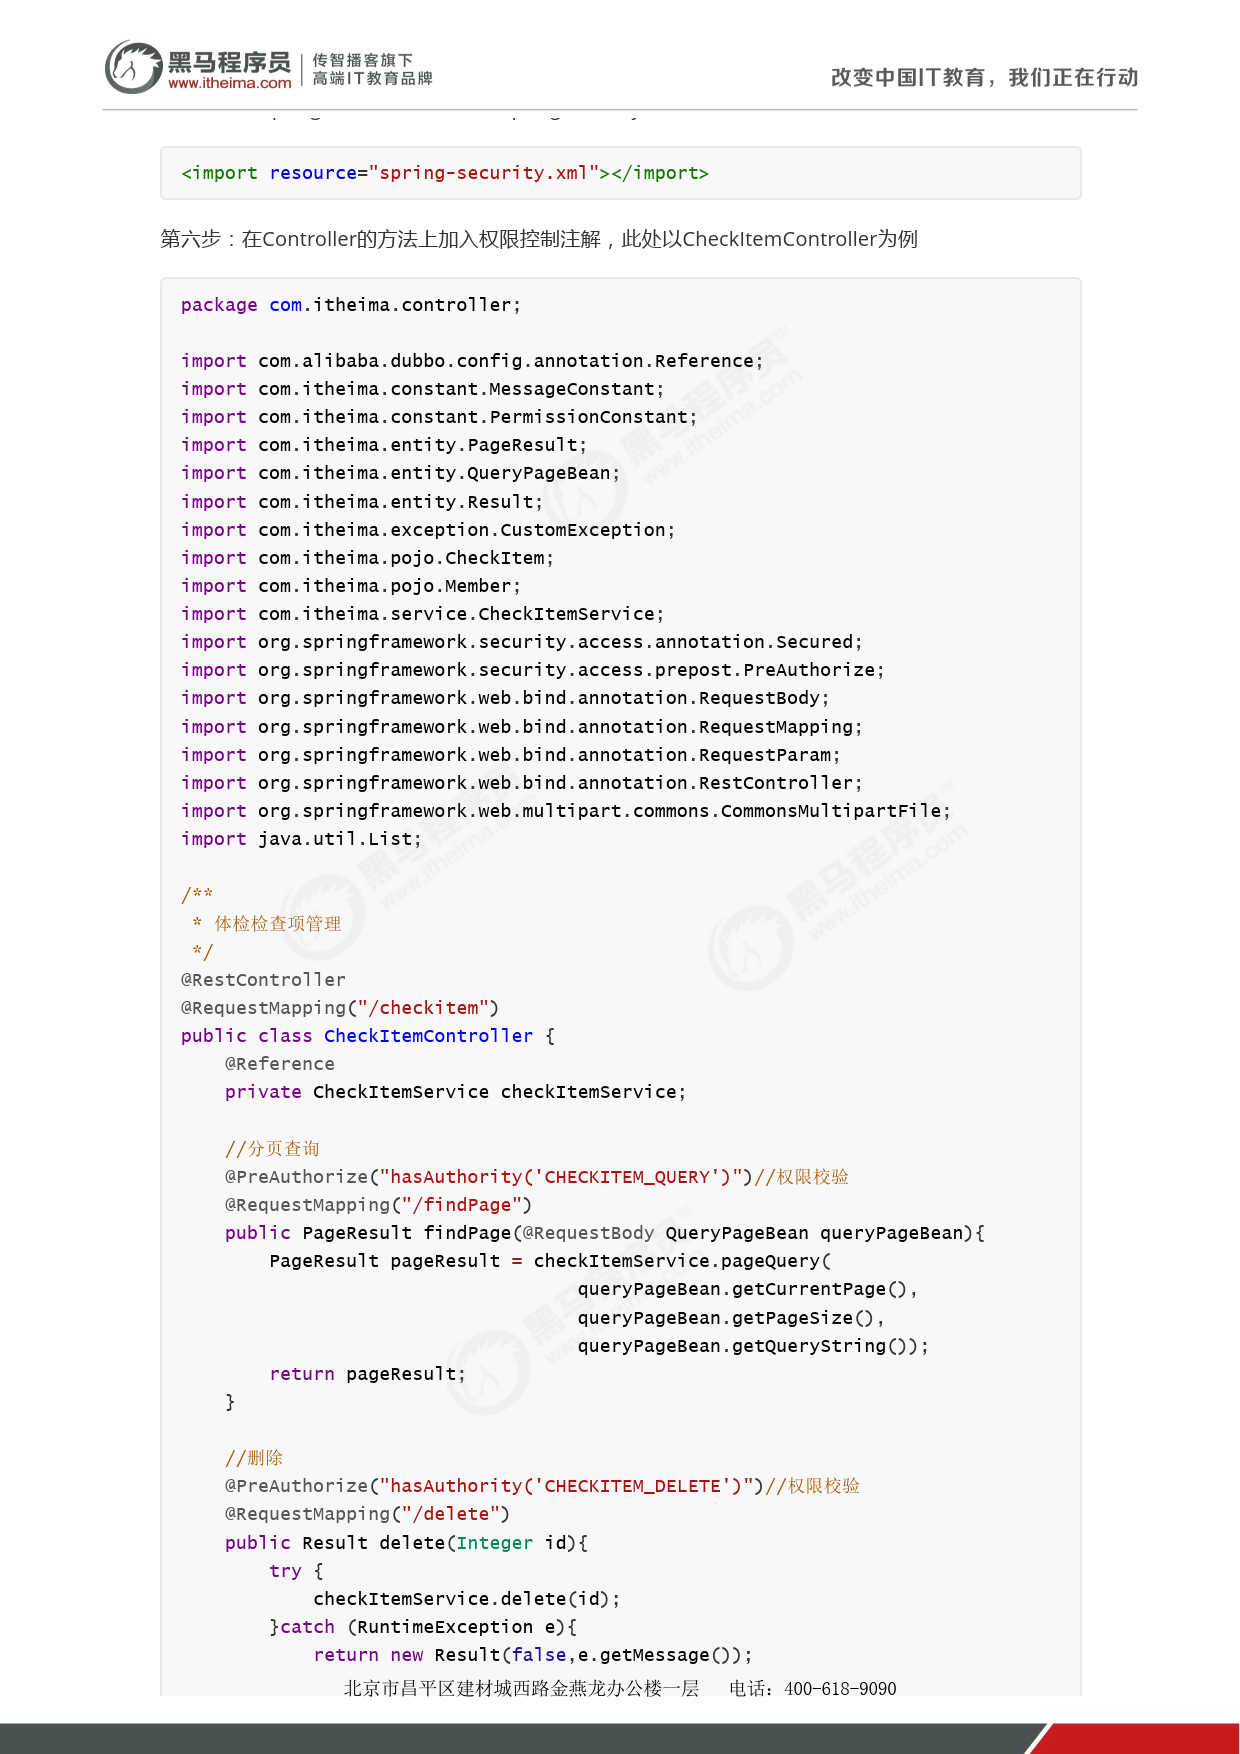 黑马程序员
www.itheima.com
传智播客旗下
高端IT教育品牌
改变中国IT教育，我们正在行动
<import resource="spring-security.xml"></import>
第六步：在Controller的方法上加入权限控制注解，此处以CheckItemController为例
package com.itheima.controller;

import com.alibaba.dubbo.config.annotation.Reference;
import com.itheima.constant.MessageConstant;
import com.itheima.constant.PermissionConstant;
import com.itheima.entity.PageResult;
import com.itheima.entity.QueryPageBean;
import com.itheima.entity.Result;
import com.itheima.exception.CustomException;
import com.itheima.pojo.CheckItem;
import com.itheima.pojo.Member;
import com.itheima.service.CheckItemService;
import org.springframework.security.access.annotation.Secured;
import org.springframework.security.access.prepost.PreAuthorize;
import org.springframework.web.bind.annotation.RequestBody;
import org.springframework.web.bind.annotation.RequestMapping;
import org.springframework.web.bind.annotation.RequestParam;
import org.springframework.web.bind.annotation.RestController;
import org.springframework.web.multipart.commons.CommonsMultipartFile;
import java.util.List;

/**
 * 体检检查项管理
 */
@RestController
@RequestMapping("/checkitem")
public class CheckItemController {
    @Reference
    private CheckItemService checkItemService;

    //分页查询
    @PreAuthorize("hasAuthority('CHECKITEM_QUERY')")//权限校验
    @RequestMapping("/findPage")
    public PageResult findPage(@RequestBody QueryPageBean queryPageBean){
        PageResult pageResult = checkItemService.pageQuery(
                                    queryPageBean.getCurrentPage(),
                                    queryPageBean.getPageSize(),
                                    queryPageBean.getQueryString());
        return pageResult;
    }

    //删除
    @PreAuthorize("hasAuthority('CHECKITEM_DELETE')")//权限校验
    @RequestMapping("/delete")
    public Result delete(Integer id){
        try {
            checkItemService.delete(id);
        }catch (RuntimeException e){
            return new Result(false,e.getMessage());
北京市昌平区建材城西路金燕龙办公楼一层 电话：400-618-9090